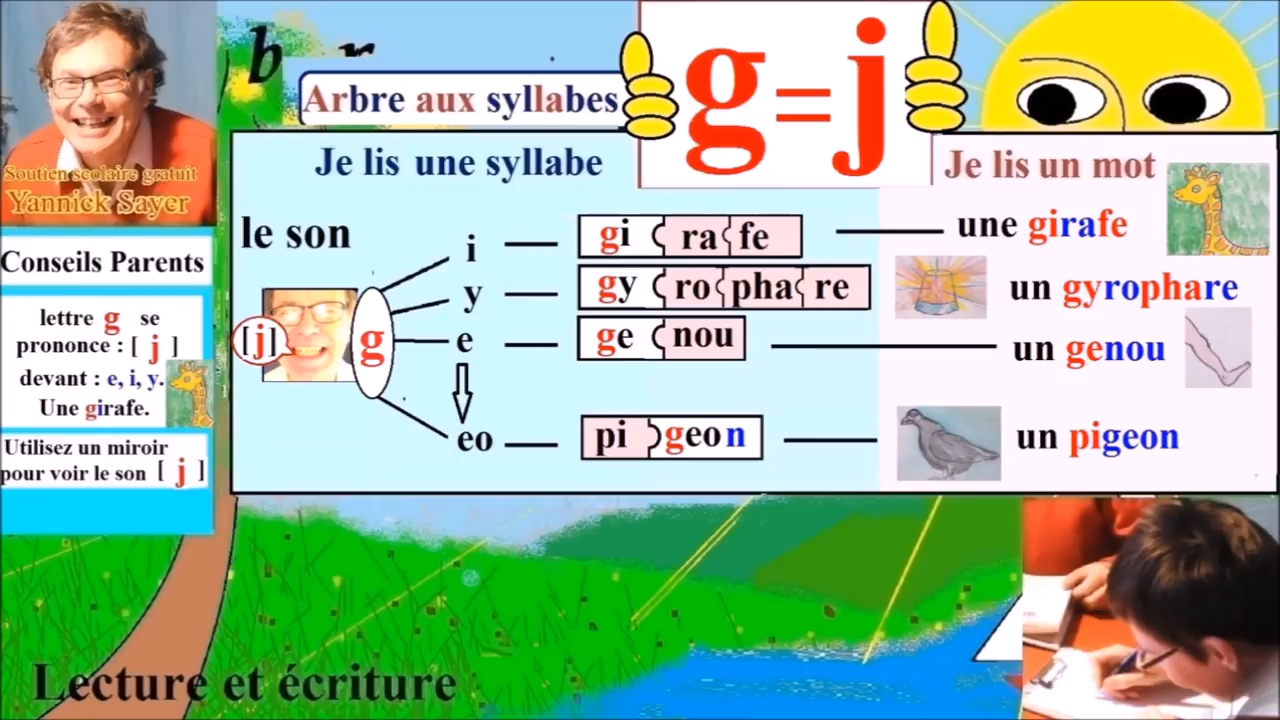 b r
Arbre aux syllabes
g=j
Soutien scolaire gratuit
Yannick Sayer
Conseils Parents
lettre g se
prononce : [ j ]
devant : e, i, y.
Une girafe.
Utilisez un miroir
pour voir le son [ j ]
Je lis une syllabe
Je lis un mot
le son
[j] g
i gi ra fe une girafe
y gy ro pha re un gyrophare
e ge nou un genou
eo pi geon un pigeon
Lecture et écriture